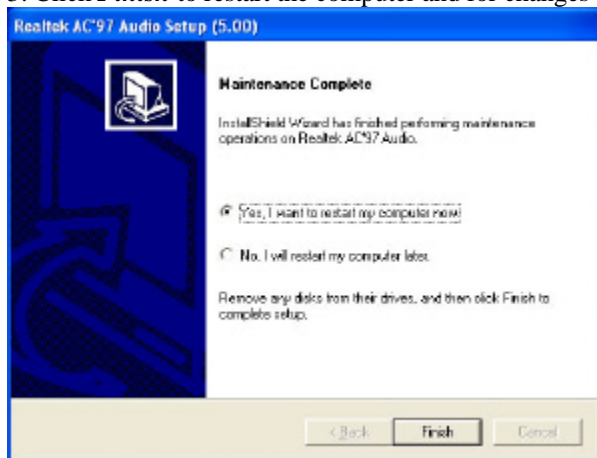 to restart the computer and for changes
Realtek AC'97 Audio Setup (5.00)
Maintenance Complete
InstallShield Wizard has finished performing maintenance
operations on Realtek AC'97 Audio.
Yes, I want to restart my computer now.
No, I will restart my computer later.
Remove any disks from their drives, and then click Finish to
complete setup.
< Back Finish Cancel